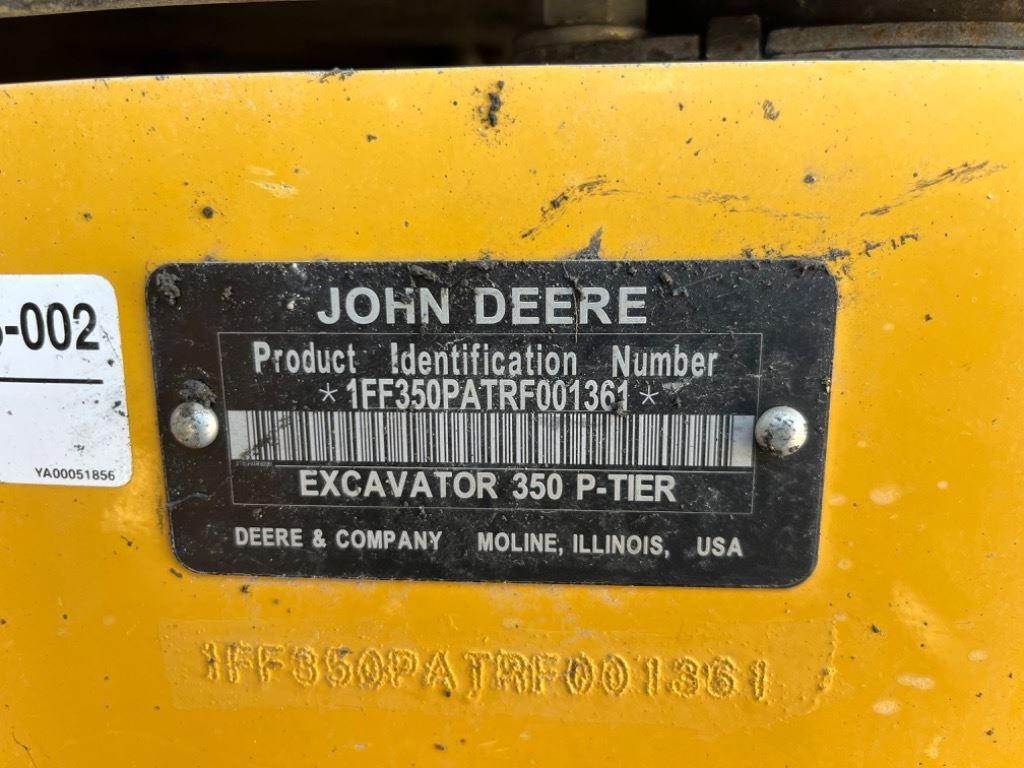 -002
YA00051856
JOHN DEERE
Product Identification Number
*1FF350PATRF001361*
EXCAVATOR 350 P-TIER
DEERE & COMPANY MOLINE, ILLINOIS, USA
1FF350PATRF001361